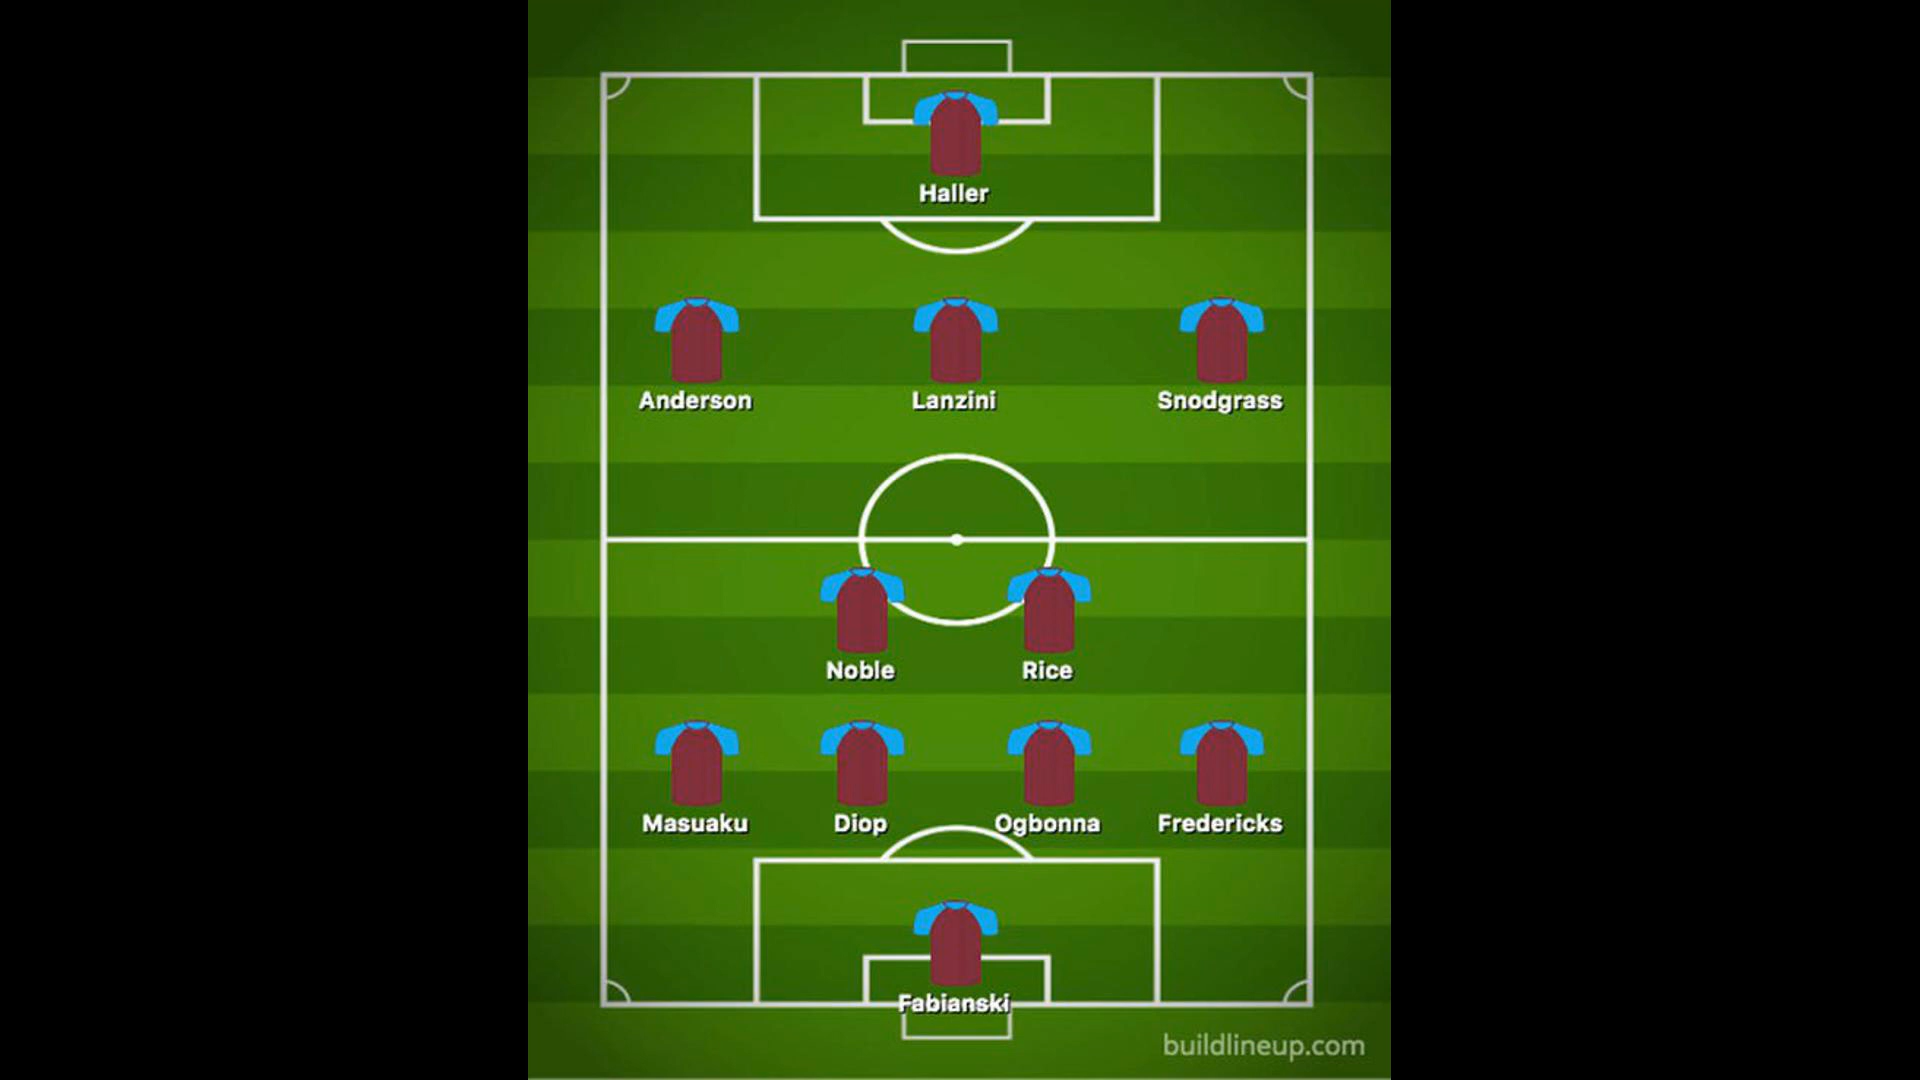 Haller
Anderson Lanzini Snodgrass
Noble Rice
Masuaku Diop Ogbonna Fredericks
Fabianski
buildlineup.com